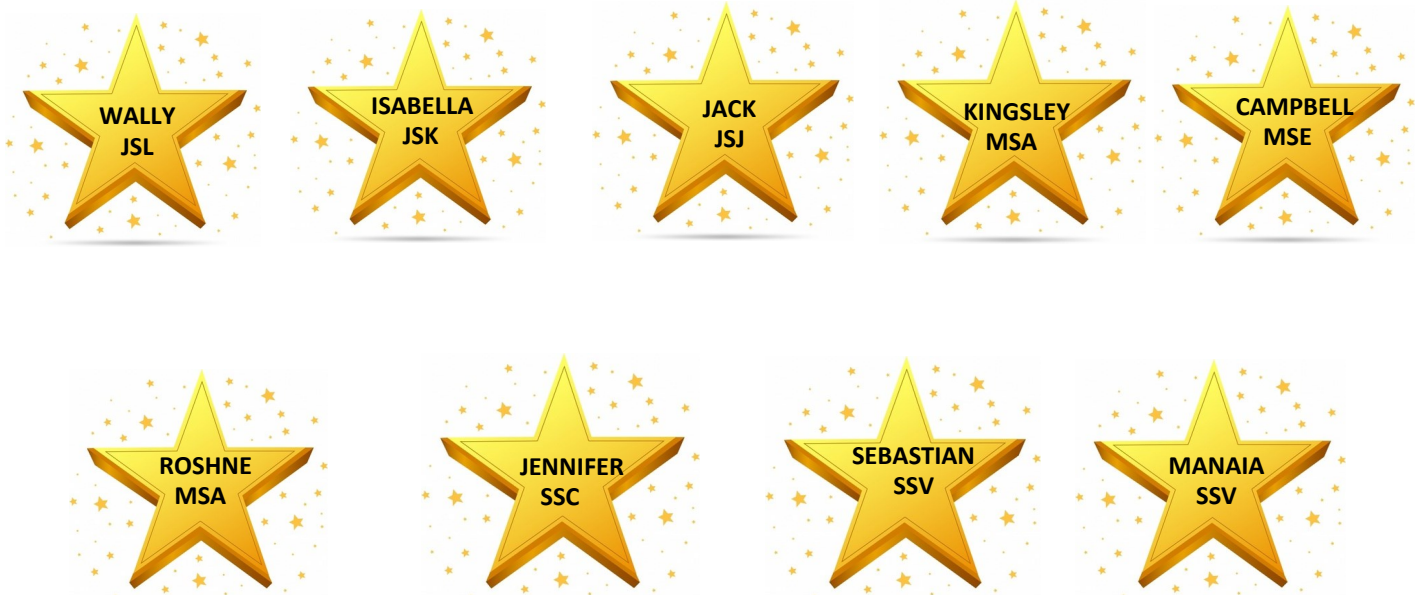 WALLY
JSL
ISABELLA
JSK
JACK
JSJ
KINGSLEY
MSA
CAMPBELL
MSE
ROSHNE
MSA
JENNIFER
SSC
SEBASTIAN
SSV
MANAIA
SSV